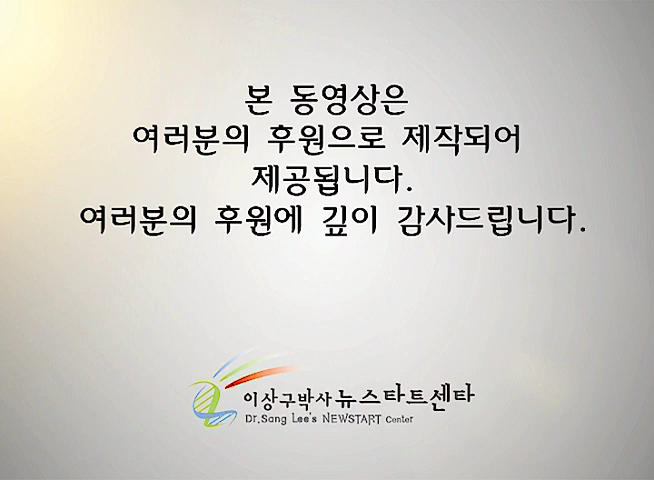 본 동영상은
여러분의 후원으로 제작되어
제공됩니다.
여러분의 후원에 깊이 감사드립니다.
이상구박사 뉴스타트센타
Dr.Sang Lee's NEWSTART Center